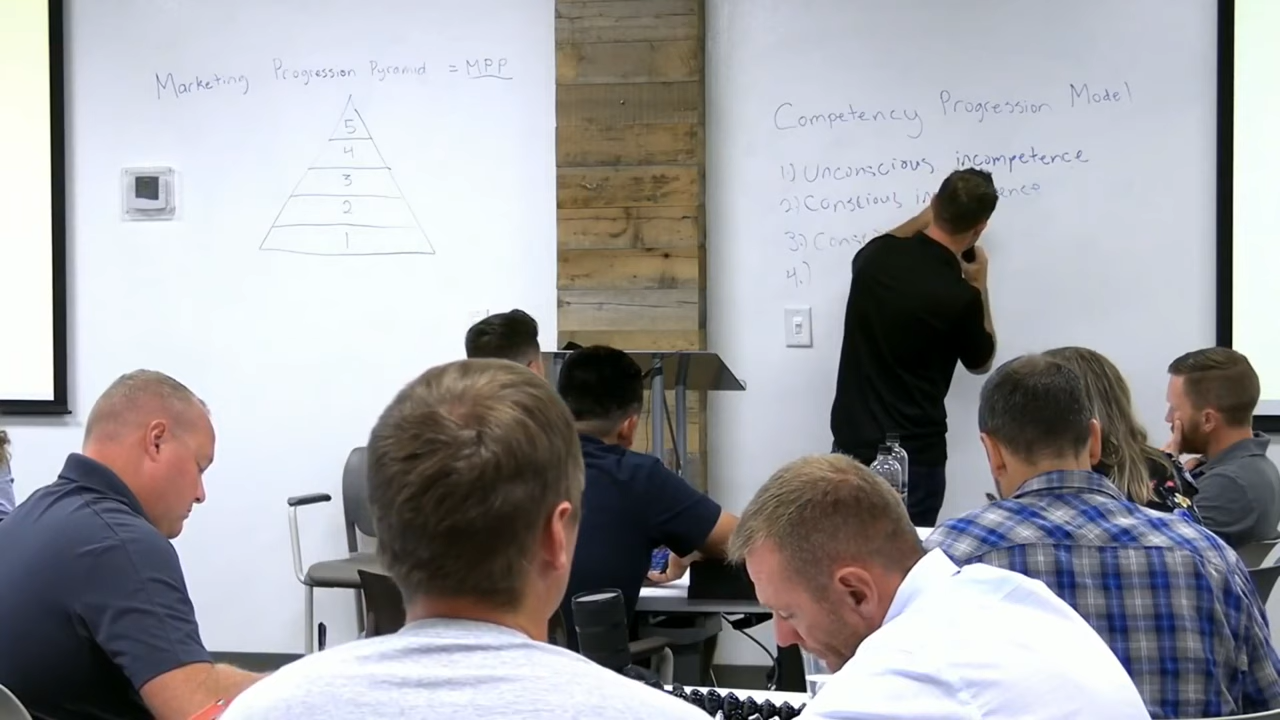 Marketing Progression Pyramid = MPP
5
4
3
2
1
Competency Progression Model
1.) Unconscious incompetence
2.) Conscious
3.)
4.)